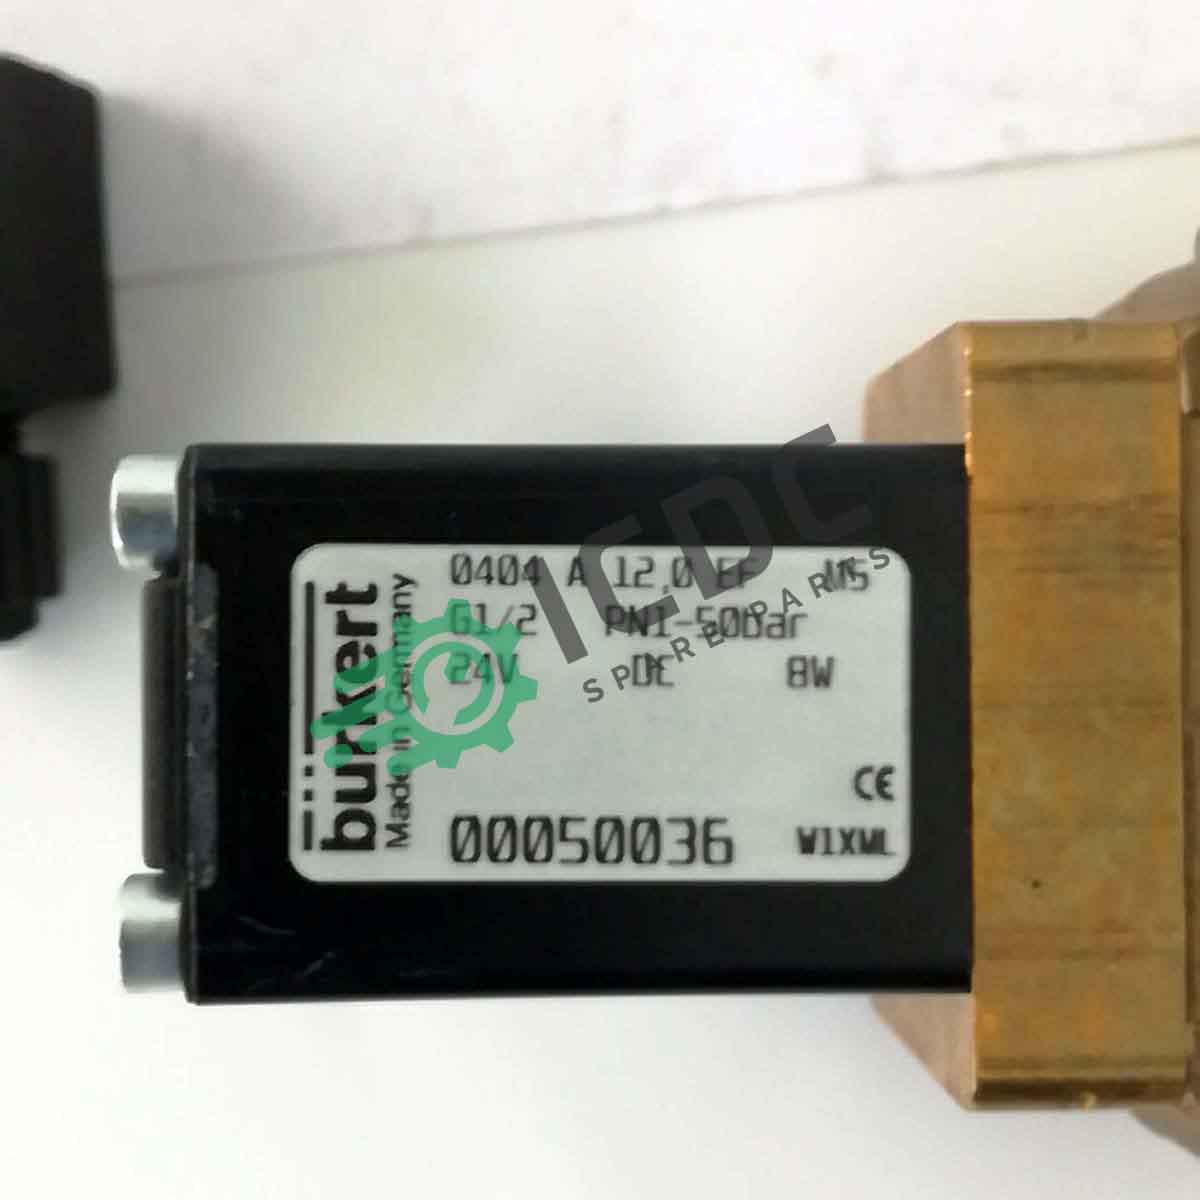 bürkert
Made in Germany
0404 A 12,0 EF MS
G1/2 PN1-50bar
24V DC 8W
CE
00050036 W1XML
ICDC
SPARE PARTS